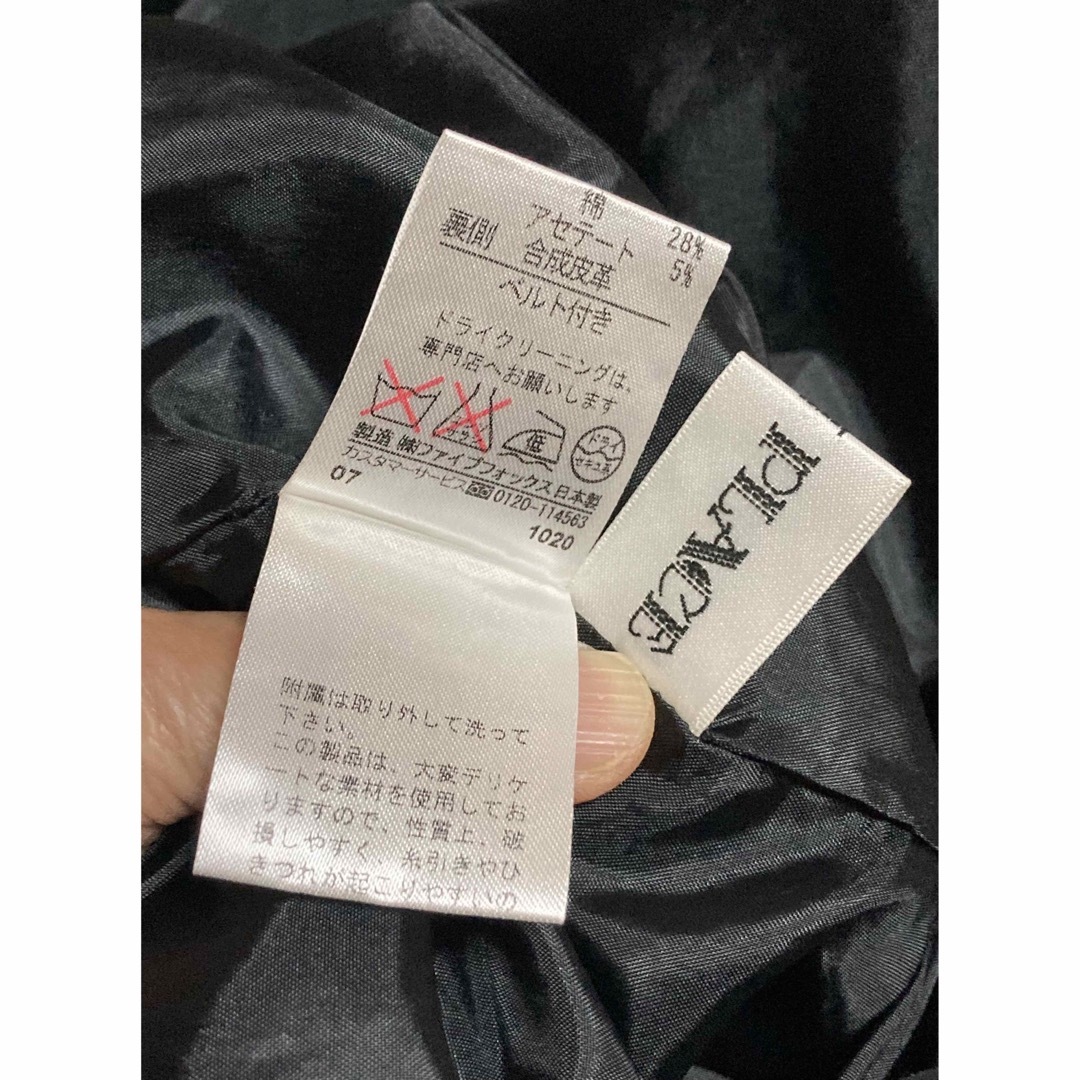 綿 28%
アセテート 5%
裏側 合成皮革
ベルト付き
ドライクリーニングは、
専門店へお願いします
低
ドライ
セキユ系
製造 ㈱ファイブフォックス 日本製
カスタマーサービス 0120-114563
07 1020
附属は取り外して洗って
下さい。
この製品は、大変デリケ
ートな素材を使用してお
りますので、性質上、破
損しやすく、糸引きやひ
きつれが起こりやすいの
PLACE